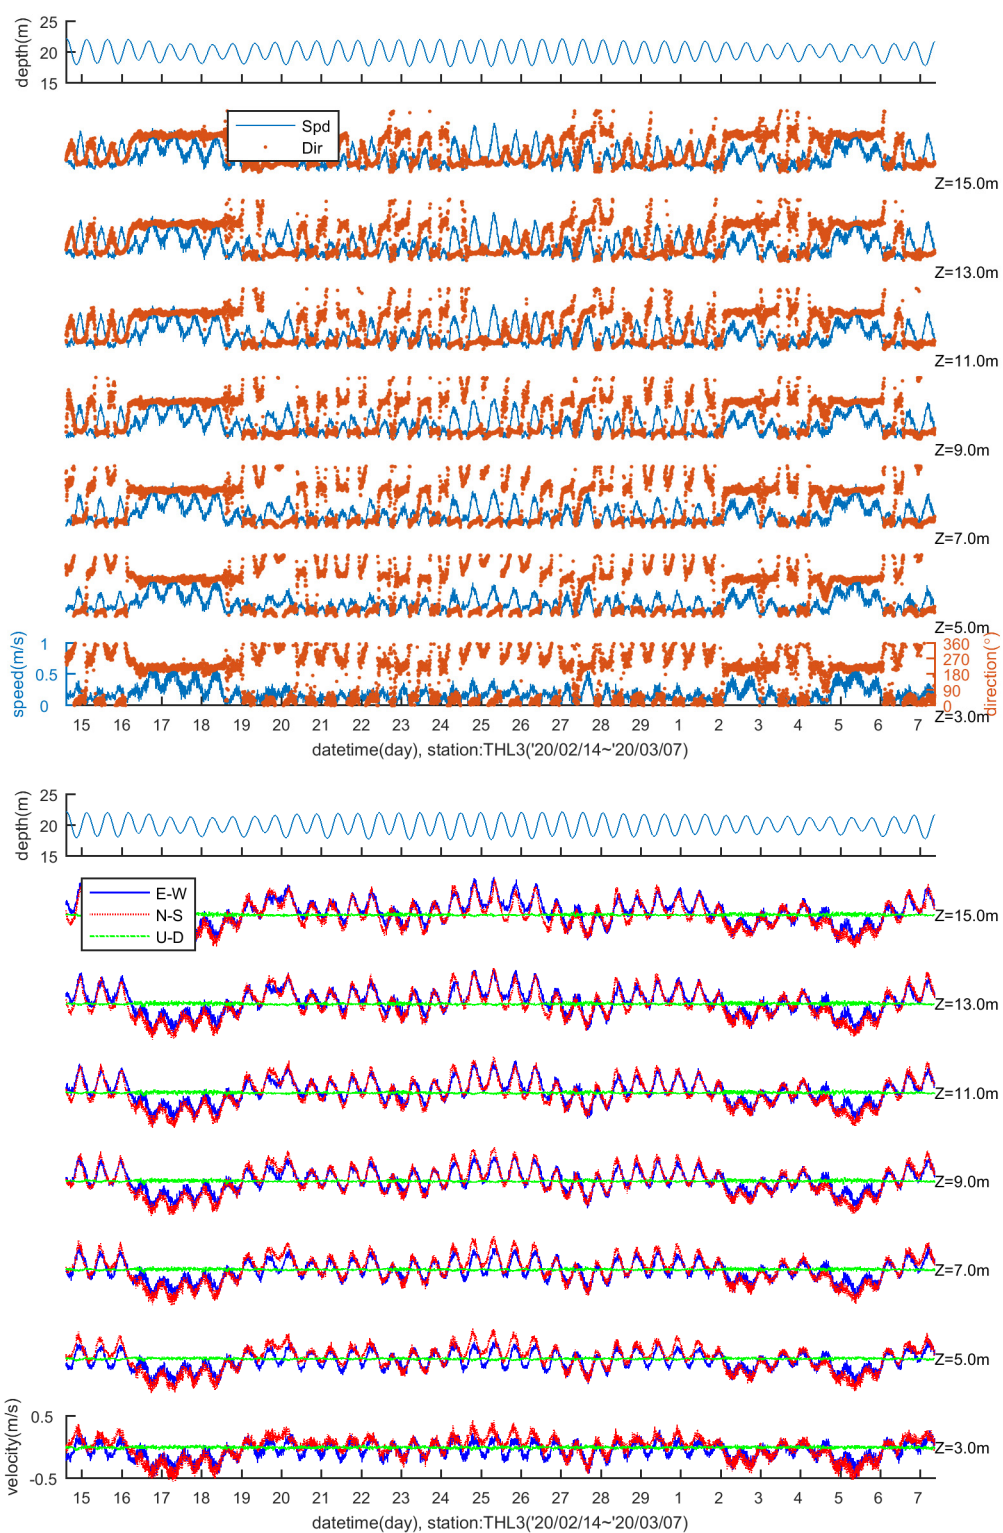 depth(m)
25
20
15
Spd
Dir
Z=15.0m
Z=13.0m
Z=11.0m
Z=9.0m
Z=7.0m
Z=5.0m
speed(m/s)
1
0.5
0
360
270
180
90
0
direction(°)
Z=3.0m
15 16 17 18 19 20 21 22 23 24 25 26 27 28 29 1 2 3 4 5 6 7
datetime(day), station:THL3('20/02/14~'20/03/07)
depth(m)
25
20
15
E-W
N-S
U-D
Z=15.0m
Z=13.0m
Z=11.0m
Z=9.0m
Z=7.0m
Z=5.0m
velocity(m/s)
0.5
-0.5
Z=3.0m
15 16 17 18 19 20 21 22 23 24 25 26 27 28 29 1 2 3 4 5 6 7
datetime(day), station:THL3('20/02/14~'20/03/07)